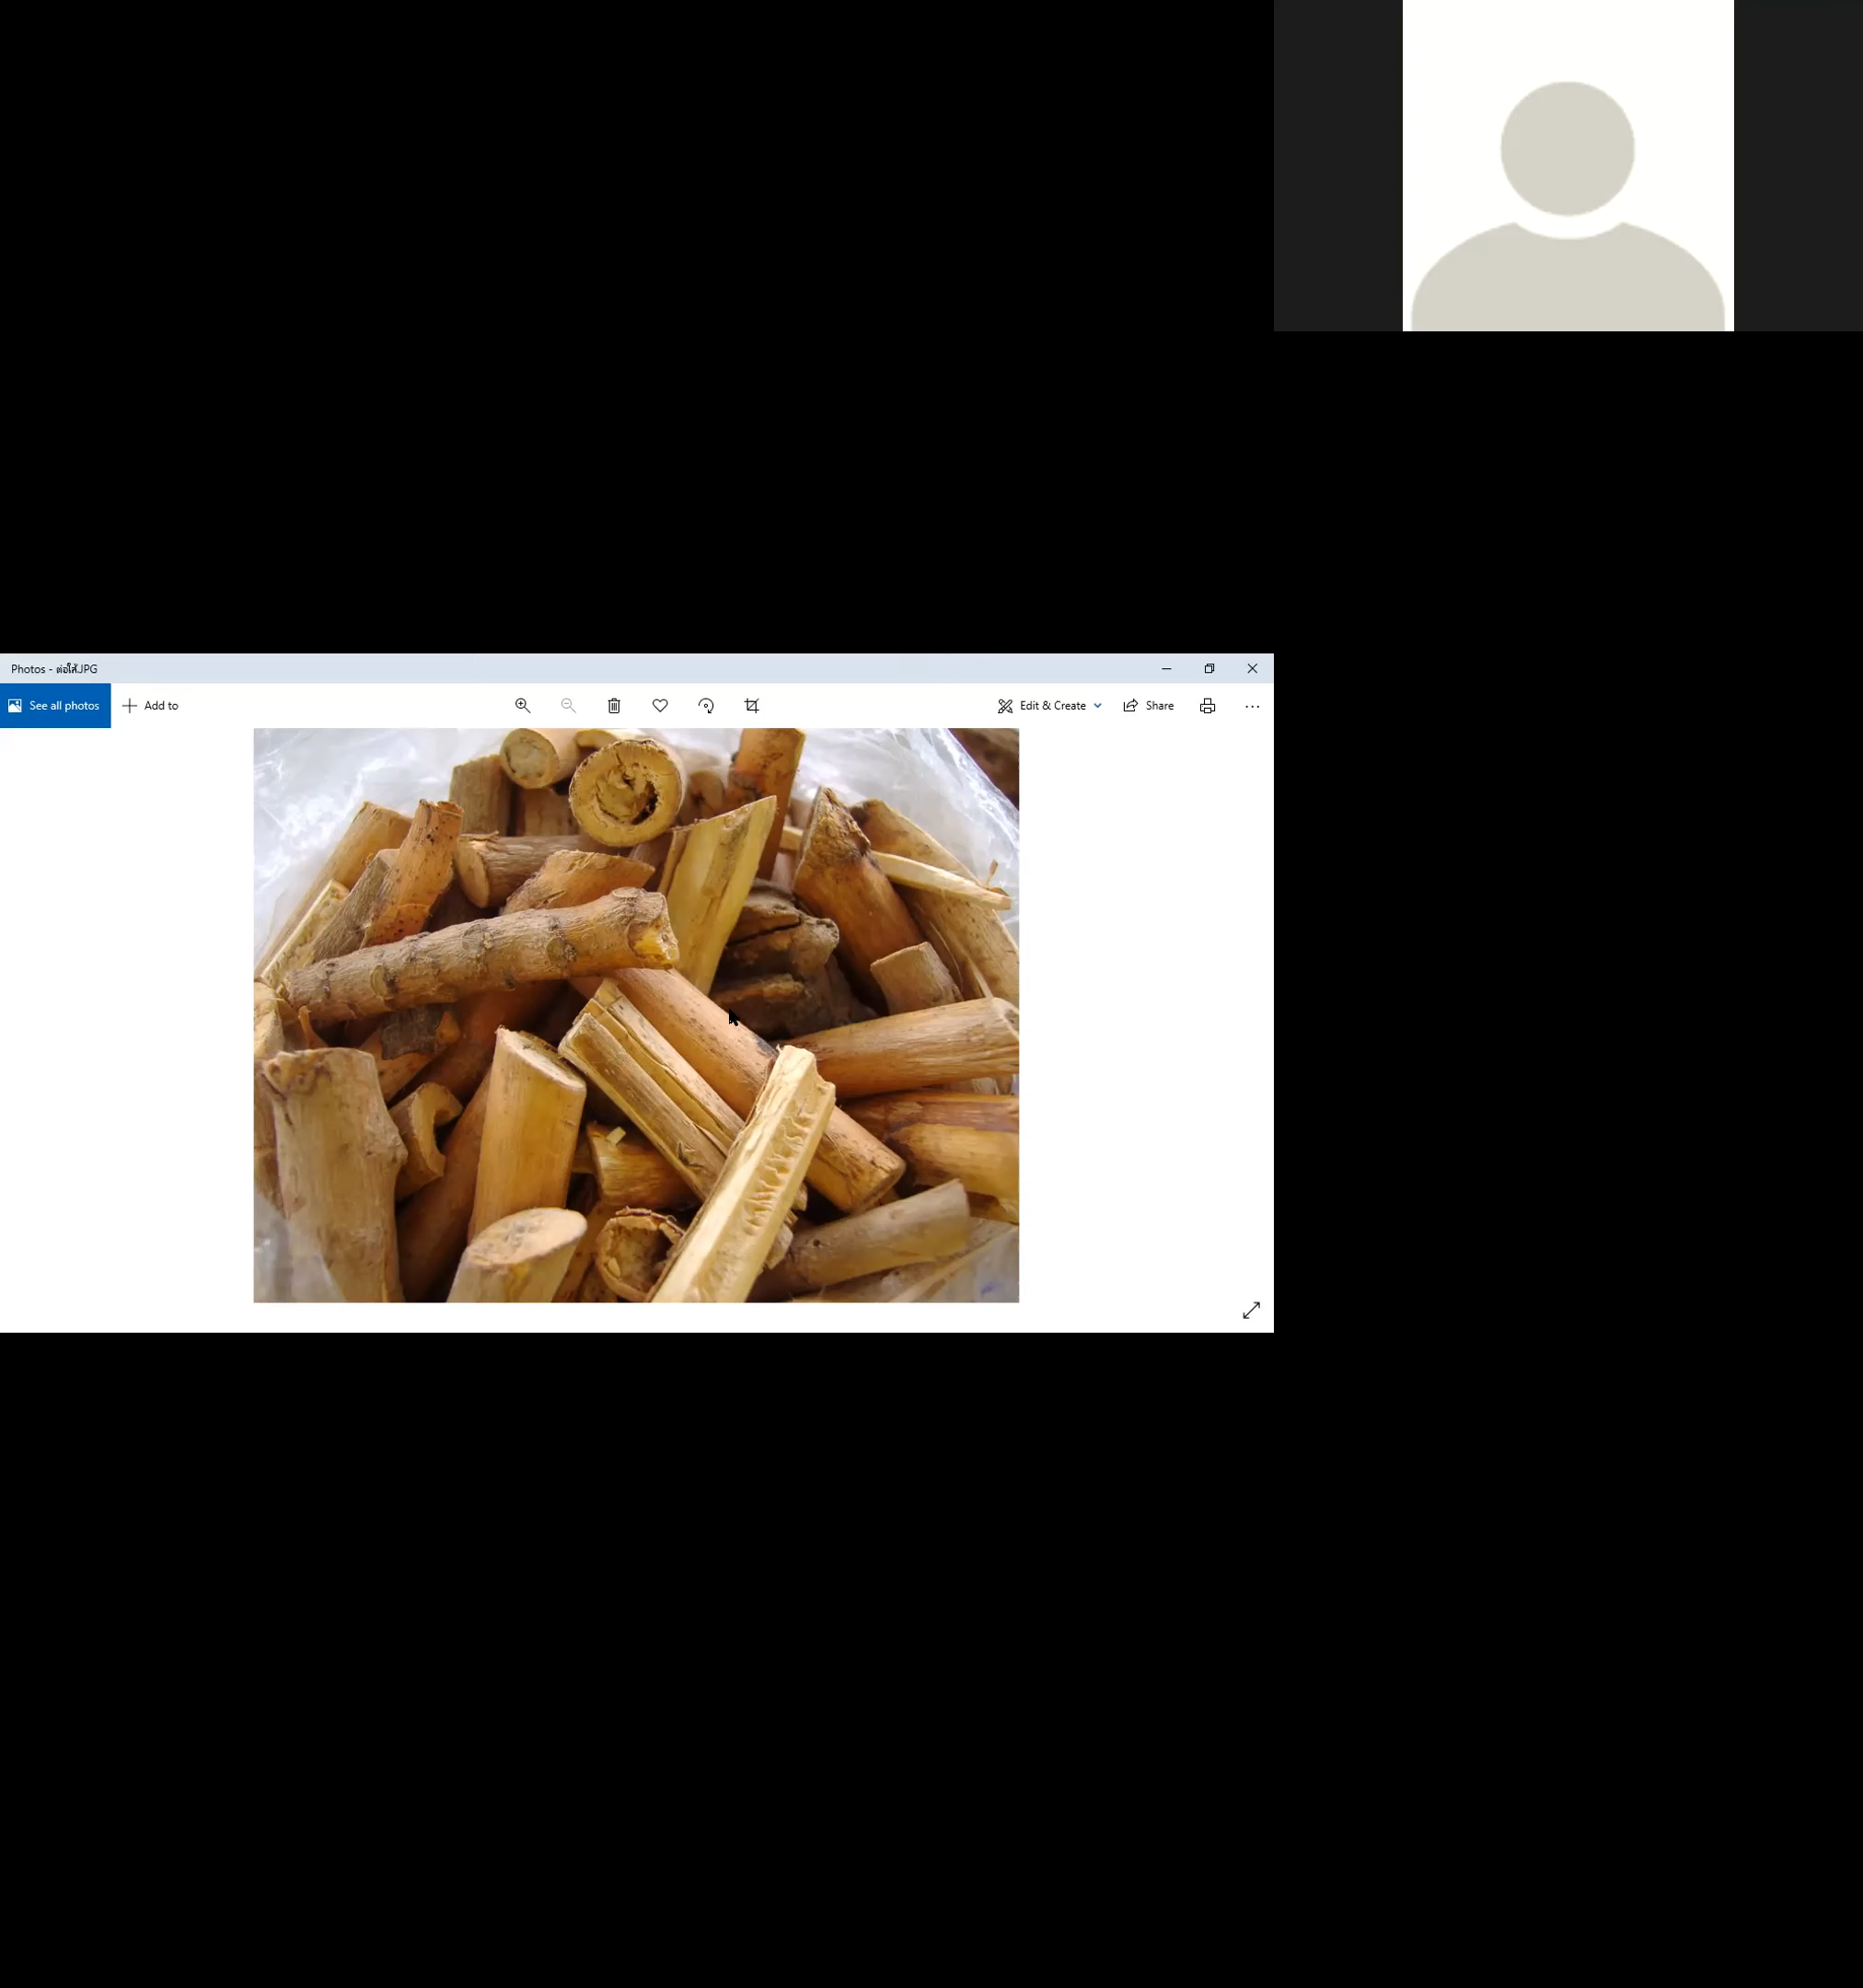 Photos - ต่อไส้.JPG
See all photos
Add to
Edit & Create
Share